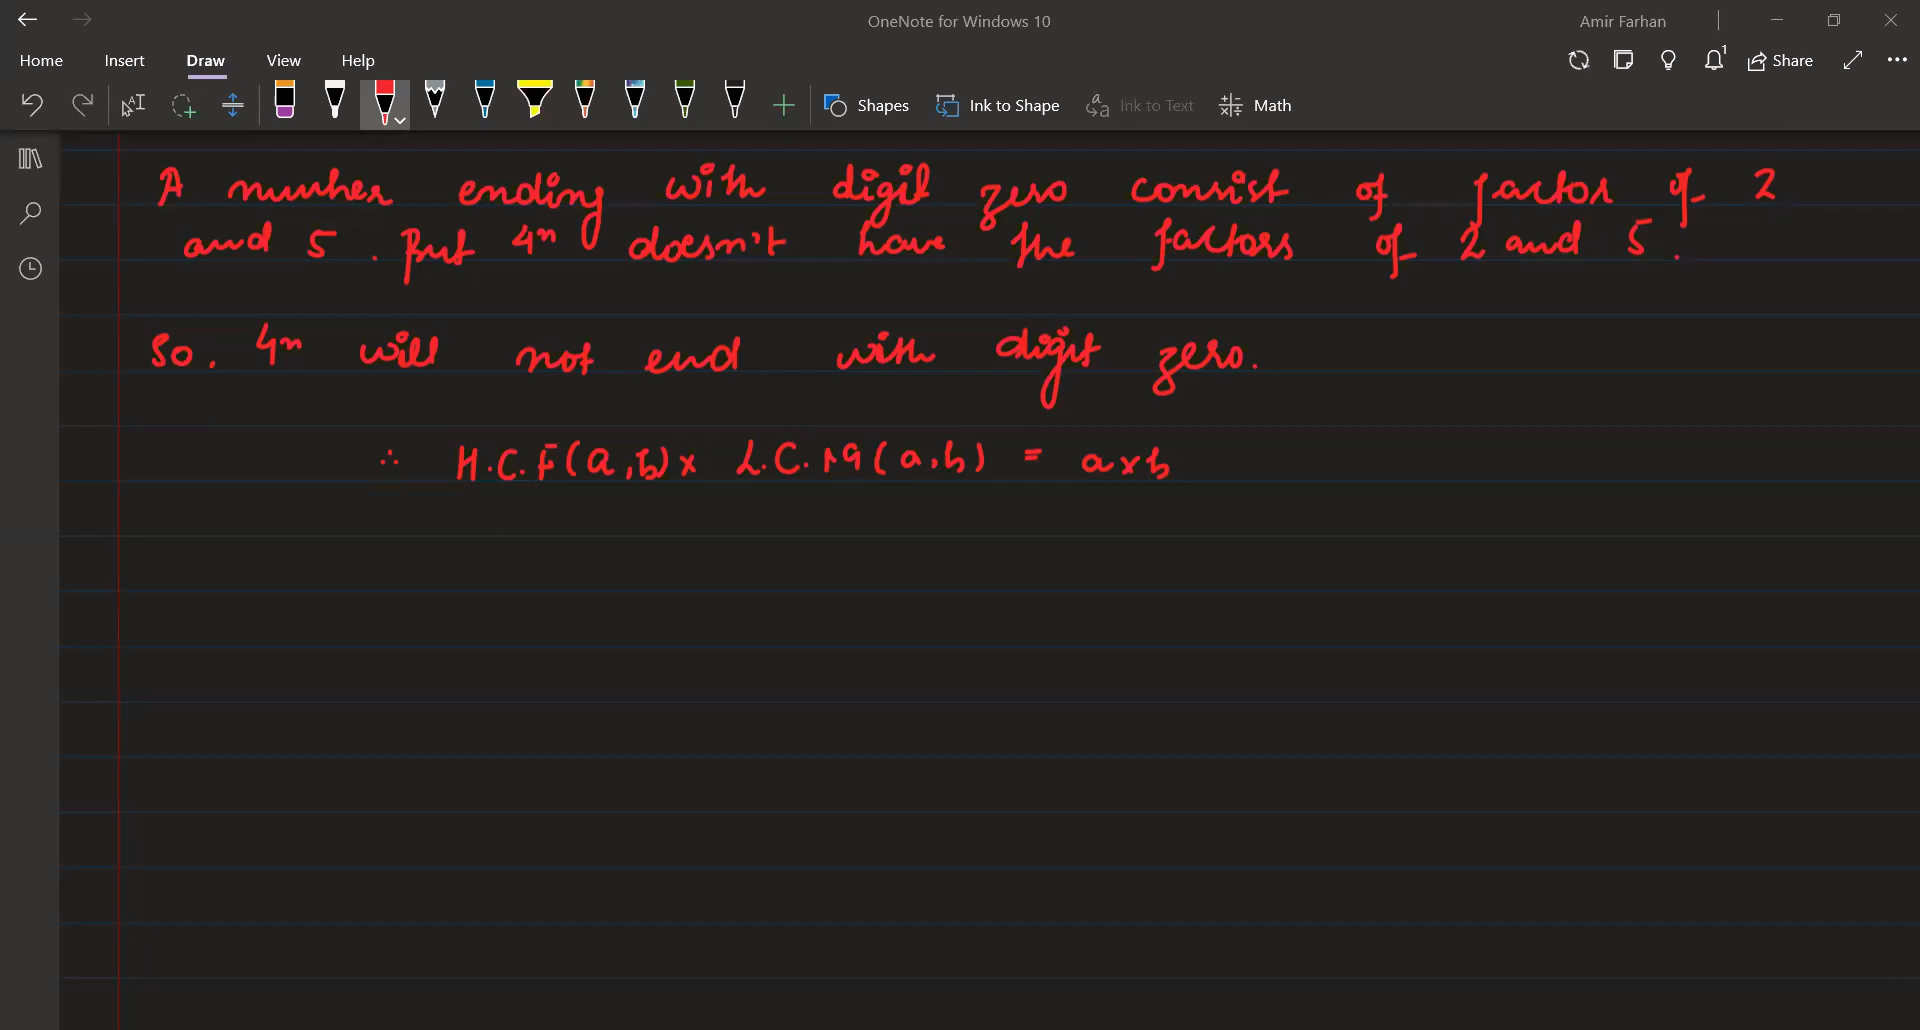 OneNote for Windows 10
Amir Farhan
Home Insert Draw View Help
1
Share
Shapes Ink to Shape Ink to Text Math
A number ending with digit zero consist of factor of 2
and 5 . But 4ⁿ doesn't have the factors of 2 and 5 .
So. 4ⁿ will not end with digit zero.
∴ H.C.F(a,b) × L.C.M(a,b) = a×b